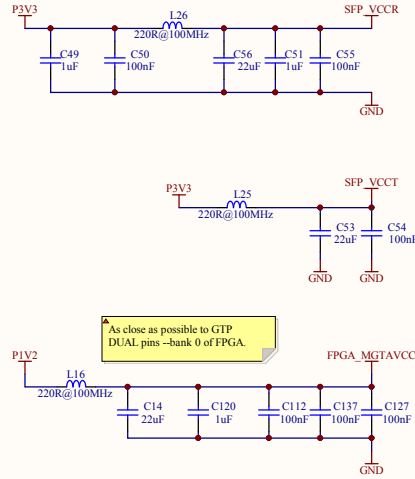 P3V3
L26
SFP_VCCR
220R@100MHz
C49
1uF
C50
100nF
C56
22uF
C51
1uF
C55
100nF
GND
P3V3
L25
SFP_VCCT
220R@100MHz
C53
22uF
C54
100nF
GND
GND
As close as possible to GTP
DUAL pins --bank 0 of FPGA.
P1V2
L16
FPGA_MGTAVCC
220R@100MHz
C14
22uF
C120
1uF
C112
100nF
C137
100nF
C127
100nF
GND